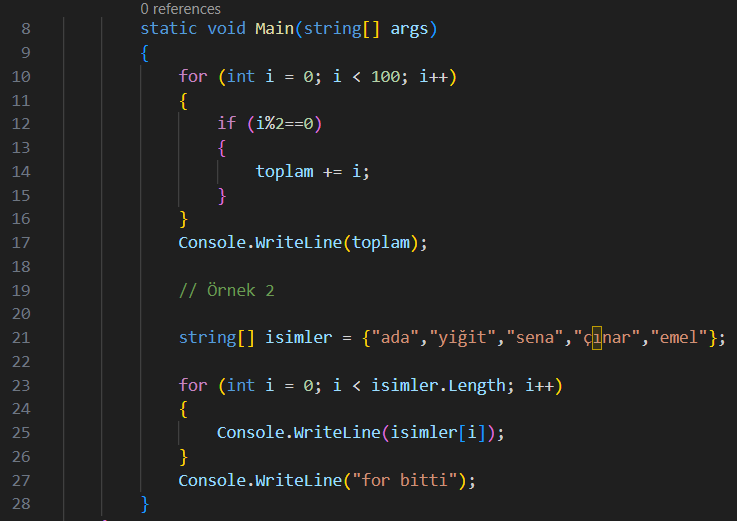 0 references
8 static void Main(string[] args)
9 {
10 for (int i = 0; i < 100; i++)
11 {
12 if (i%2==0)
13 {
14 toplam += i;
15 }
16 }
17 Console.WriteLine(toplam);
18
19 // Örnek 2
20
21 string[] isimler = {"ada","yiğit","sena","çınar","emel"};
22
23 for (int i = 0; i < isimler.Length; i++)
24 {
25 Console.WriteLine(isimler[i]);
26 }
27 Console.WriteLine("for bitti");
28 }